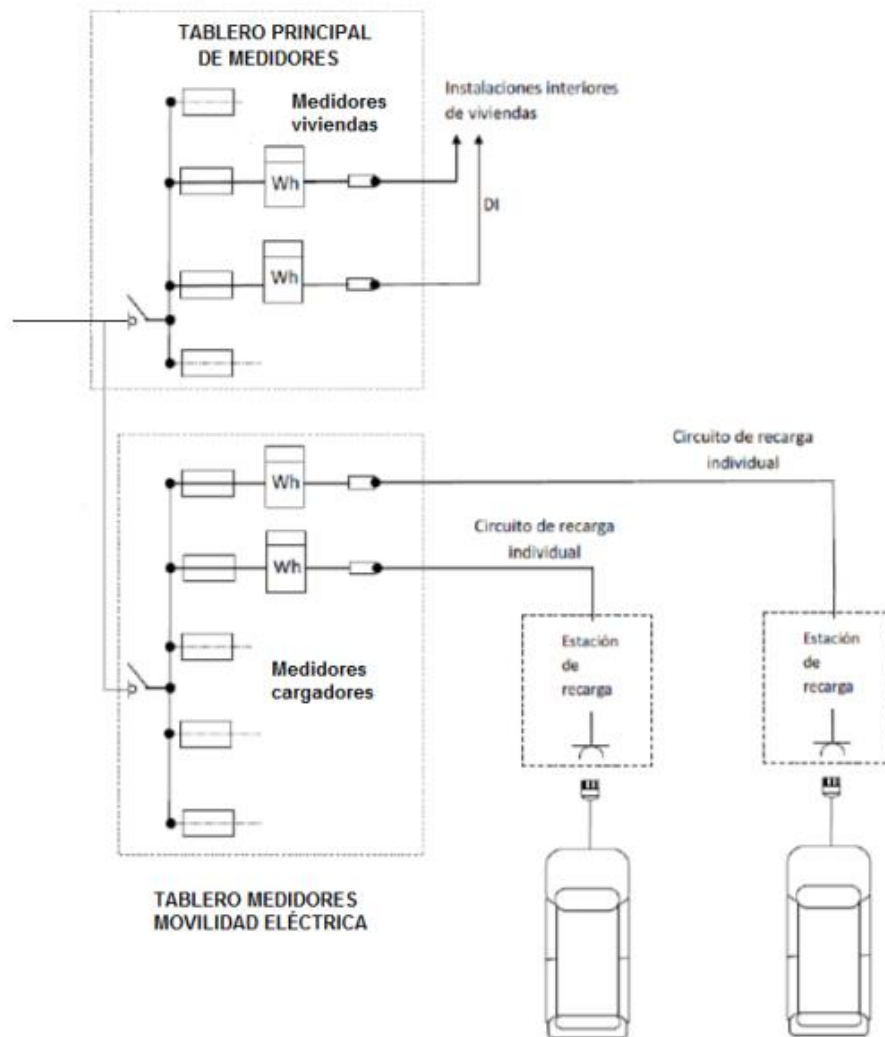 TABLERO PRINCIPAL
DE MEDIDORES
Medidores
viviendas
Instalaciones interiores
de viviendas
Wh
DI
Wh
Circuito de recarga
individual
Wh
Circuito de recarga
individual
Wh
Estación
de
recarga
Estación
de
recarga
Medidores
cargadores
TABLERO MEDIDORES
MOVILIDAD ELÉCTRICA